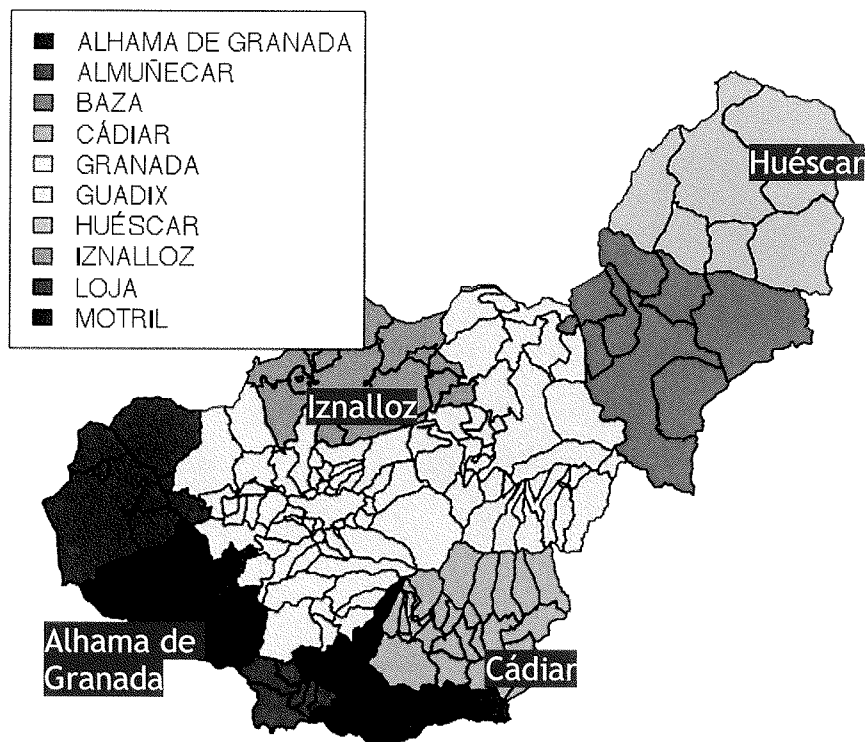 ALHAMA DE GRANADA
ALMUÑECAR
BAZA
CÁDIAR
GRANADA
GUADIX
HUÉSCAR
IZNALLOZ
LOJA
MOTRIL
Huéscar
Iznalloz
Alhama de
Granada
Cádiar